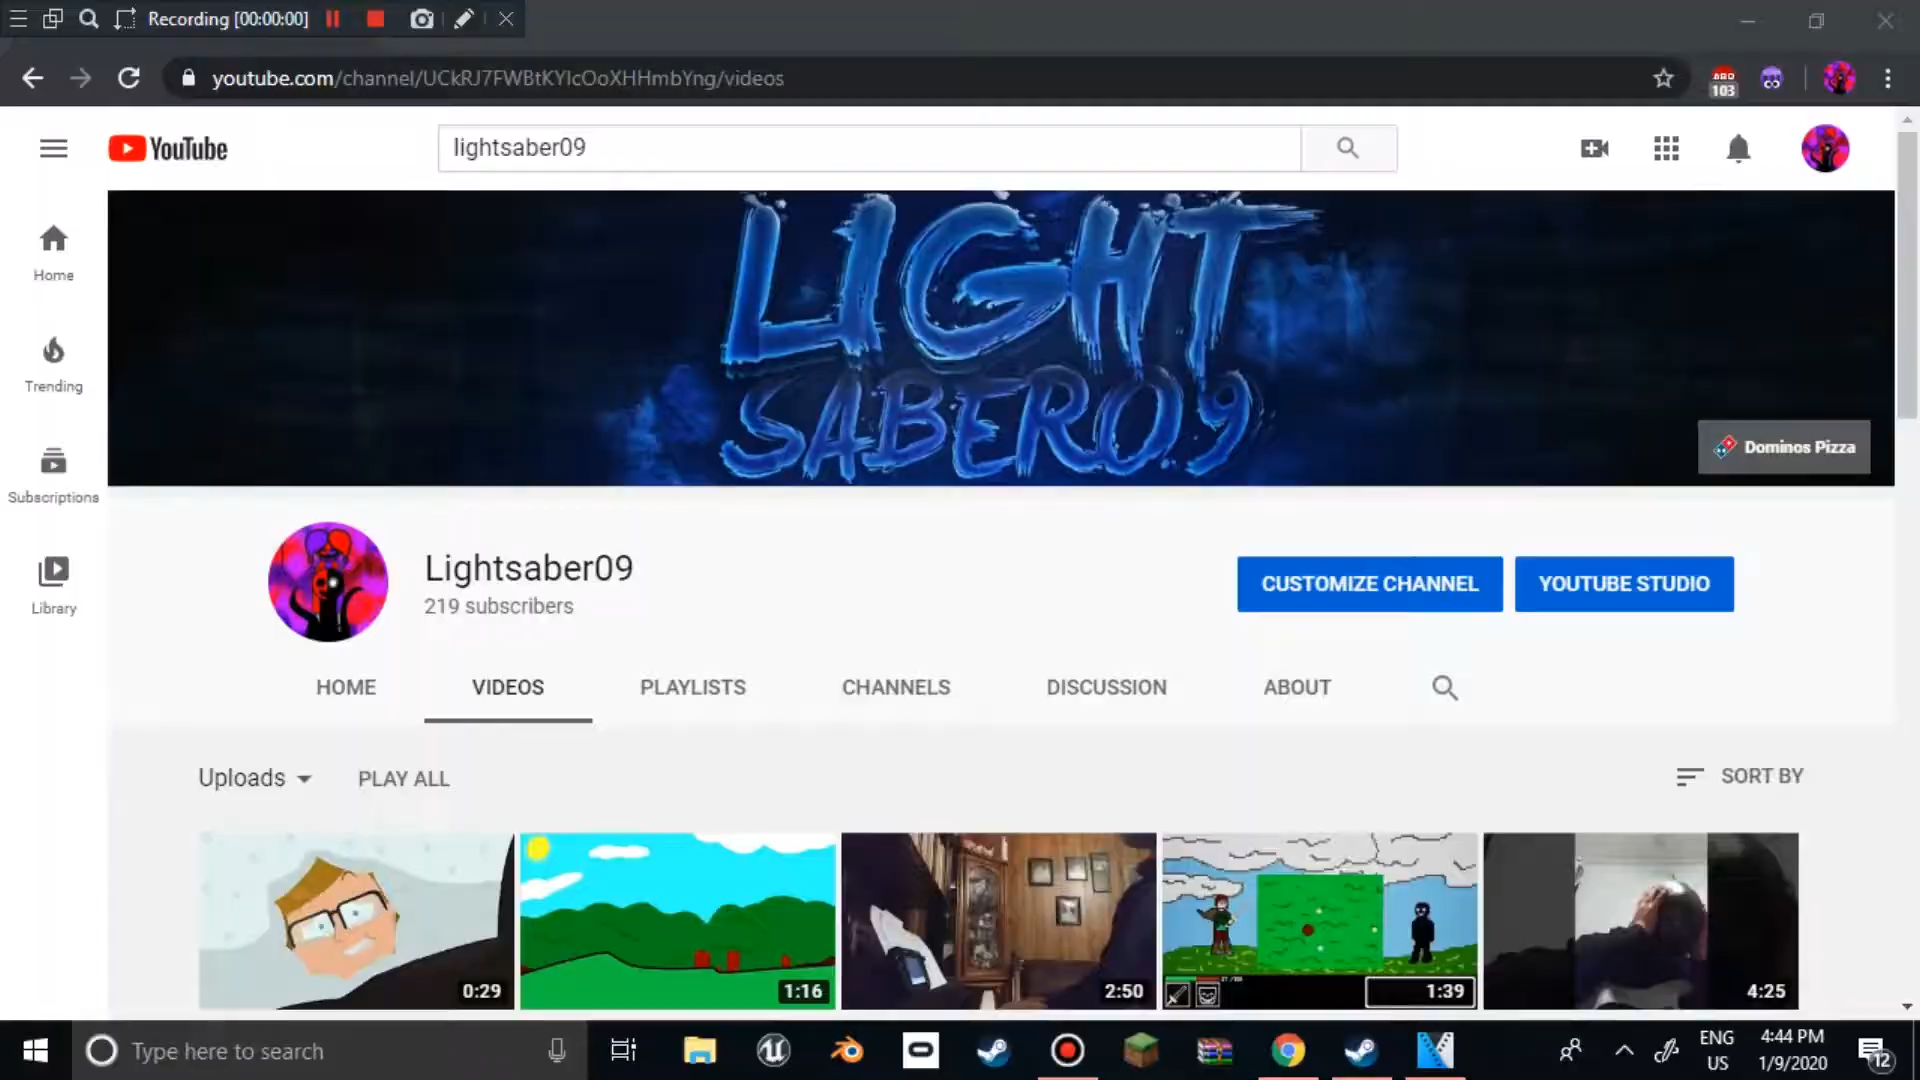 Recording [00:00:00]
youtube.com/channel/UCkRJ7FWBtKYIcOoXHHmbYng/videos
ABD
103
YouTube
lightsaber09
Home
Trending
Subscriptions
Library
LIGHT
SABER09
Dominos Pizza
Lightsaber09
219 subscribers
CUSTOMIZE CHANNEL
YOUTUBE STUDIO
HOME
VIDEOS
PLAYLISTS
CHANNELS
DISCUSSION
ABOUT
Uploads
PLAY ALL
SORT BY
0:29
1:16
2:50
1:39
4:25
Type here to search
ENG
US
4:44 PM
1/9/2020
12